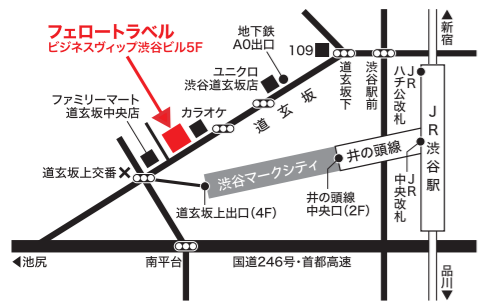 フェロートラベル
ビジネスヴィップ渋谷ビル5F
地下鉄
A0出口
109
▲新宿
ユニクロ
渋谷道玄坂店
道玄坂下
渋谷駅前
JR
ハチ公改札
ファミリーマート
道玄坂中央店
カラオケ
道玄坂
JR渋谷駅
井の頭線
道玄坂上交番
渋谷マークシティ
JR
中央改札
道玄坂上出口(4F)
井の頭線
中央口(2F)
◀池尻
南平台
国道246号・首都高速
品川▼